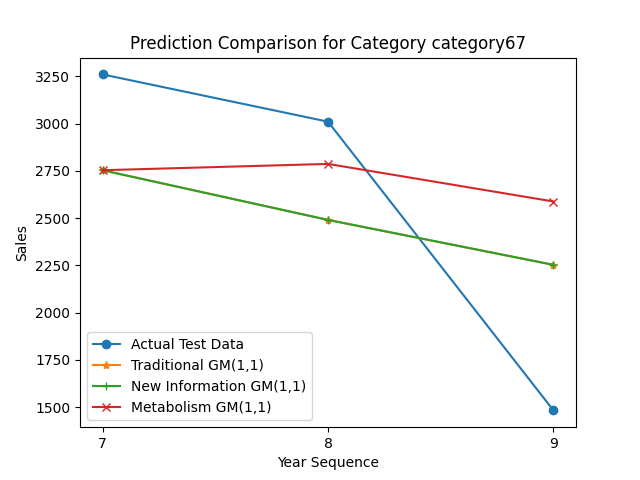 Prediction Comparison for Category category67
Sales
3250
3000
2750
2500
2250
2000
1750
1500
Actual Test Data
Traditional GM(1,1)
New Information GM(1,1)
Metabolism GM(1,1)
7
8
9
Year Sequence